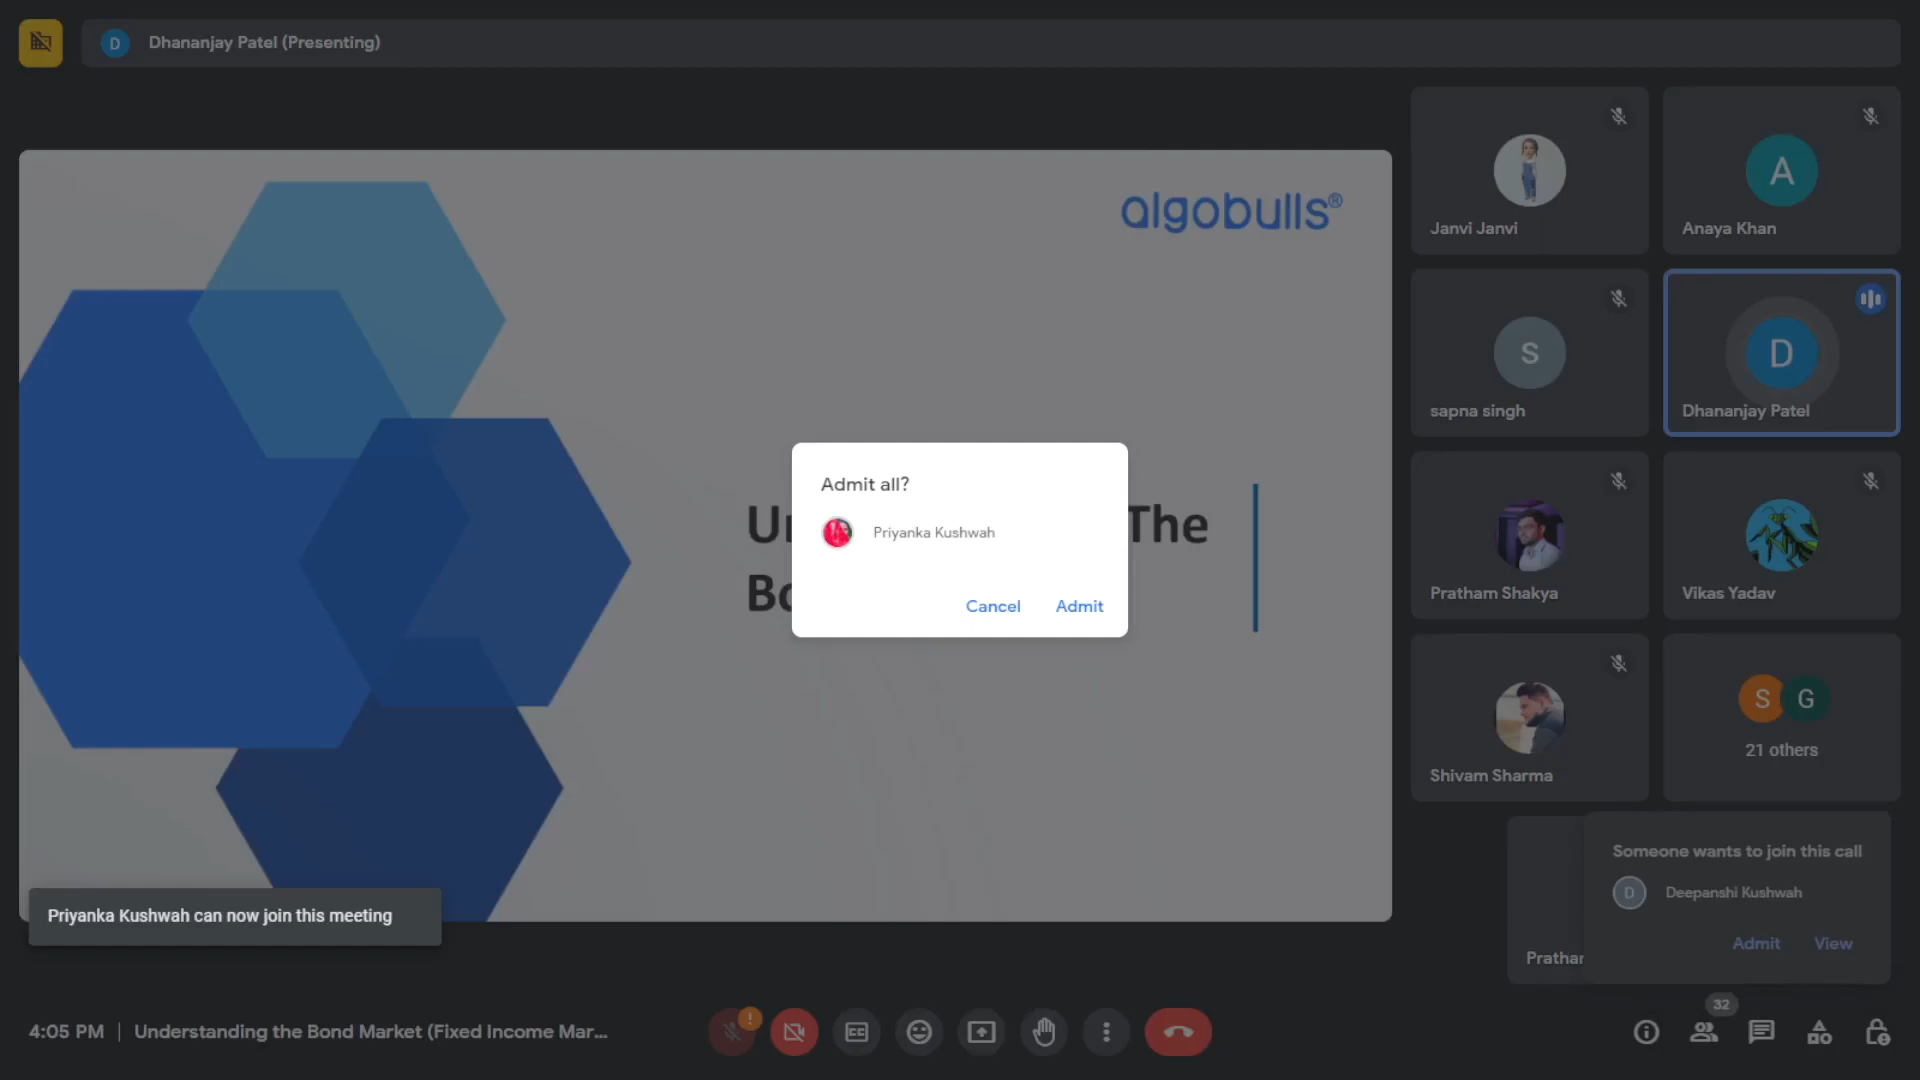 D Dhananjay Patel (Presenting)
algobulls®
The
Janvi Janvi
A
Anaya Khan
S
sapna singh
D
Dhananjay Patel
Pratham Shakya
Vikas Yadav
Shivam Sharma
S G
21 others
Admit all?
Priyanka Kushwah
Cancel Admit
Priyanka Kushwah can now join this meeting
Someone wants to join this call
D Deepanshi Kushwah
Admit View
4:05 PM | Understanding the Bond Market (Fixed Income Mar...
32